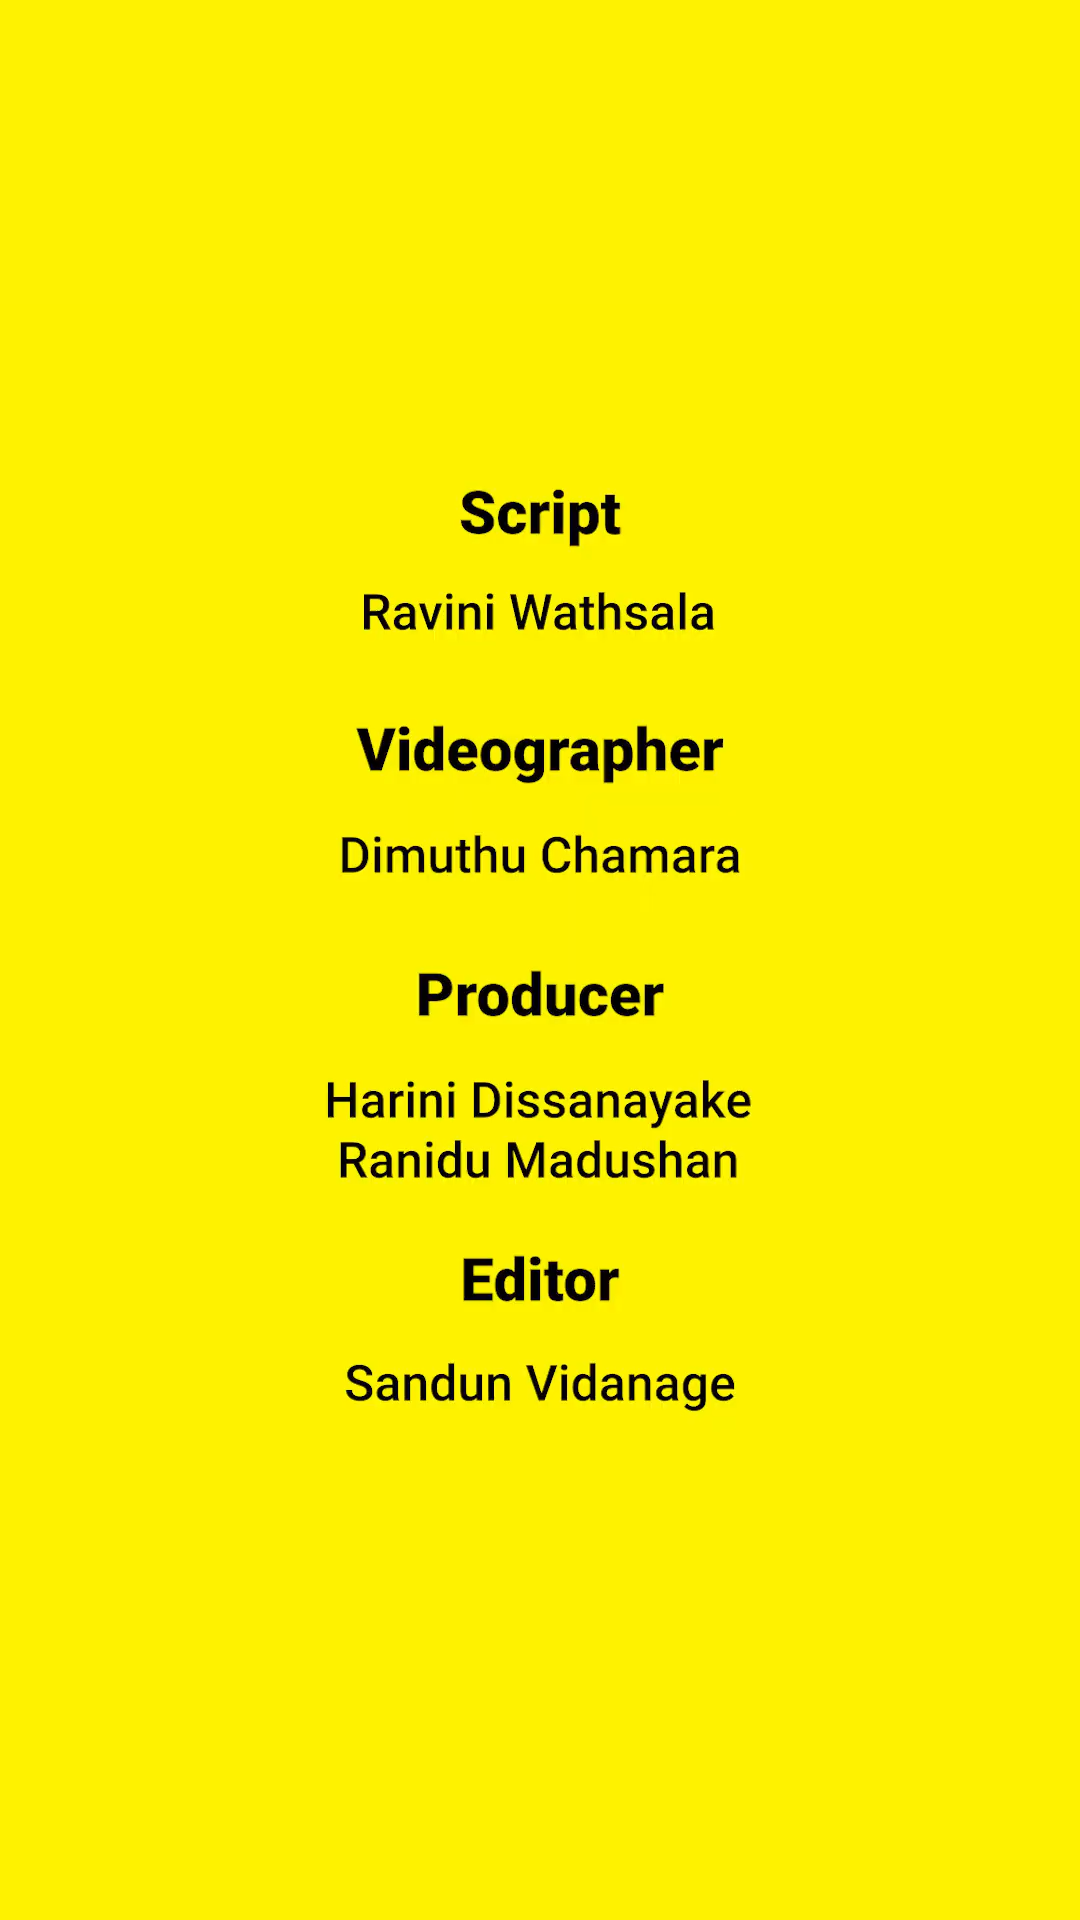 Script
Ravini Wathsala
Videographer
Dimuthu Chamara
Producer
Harini Dissanayake
Ranidu Madushan
Editor
Sandun Vidanage